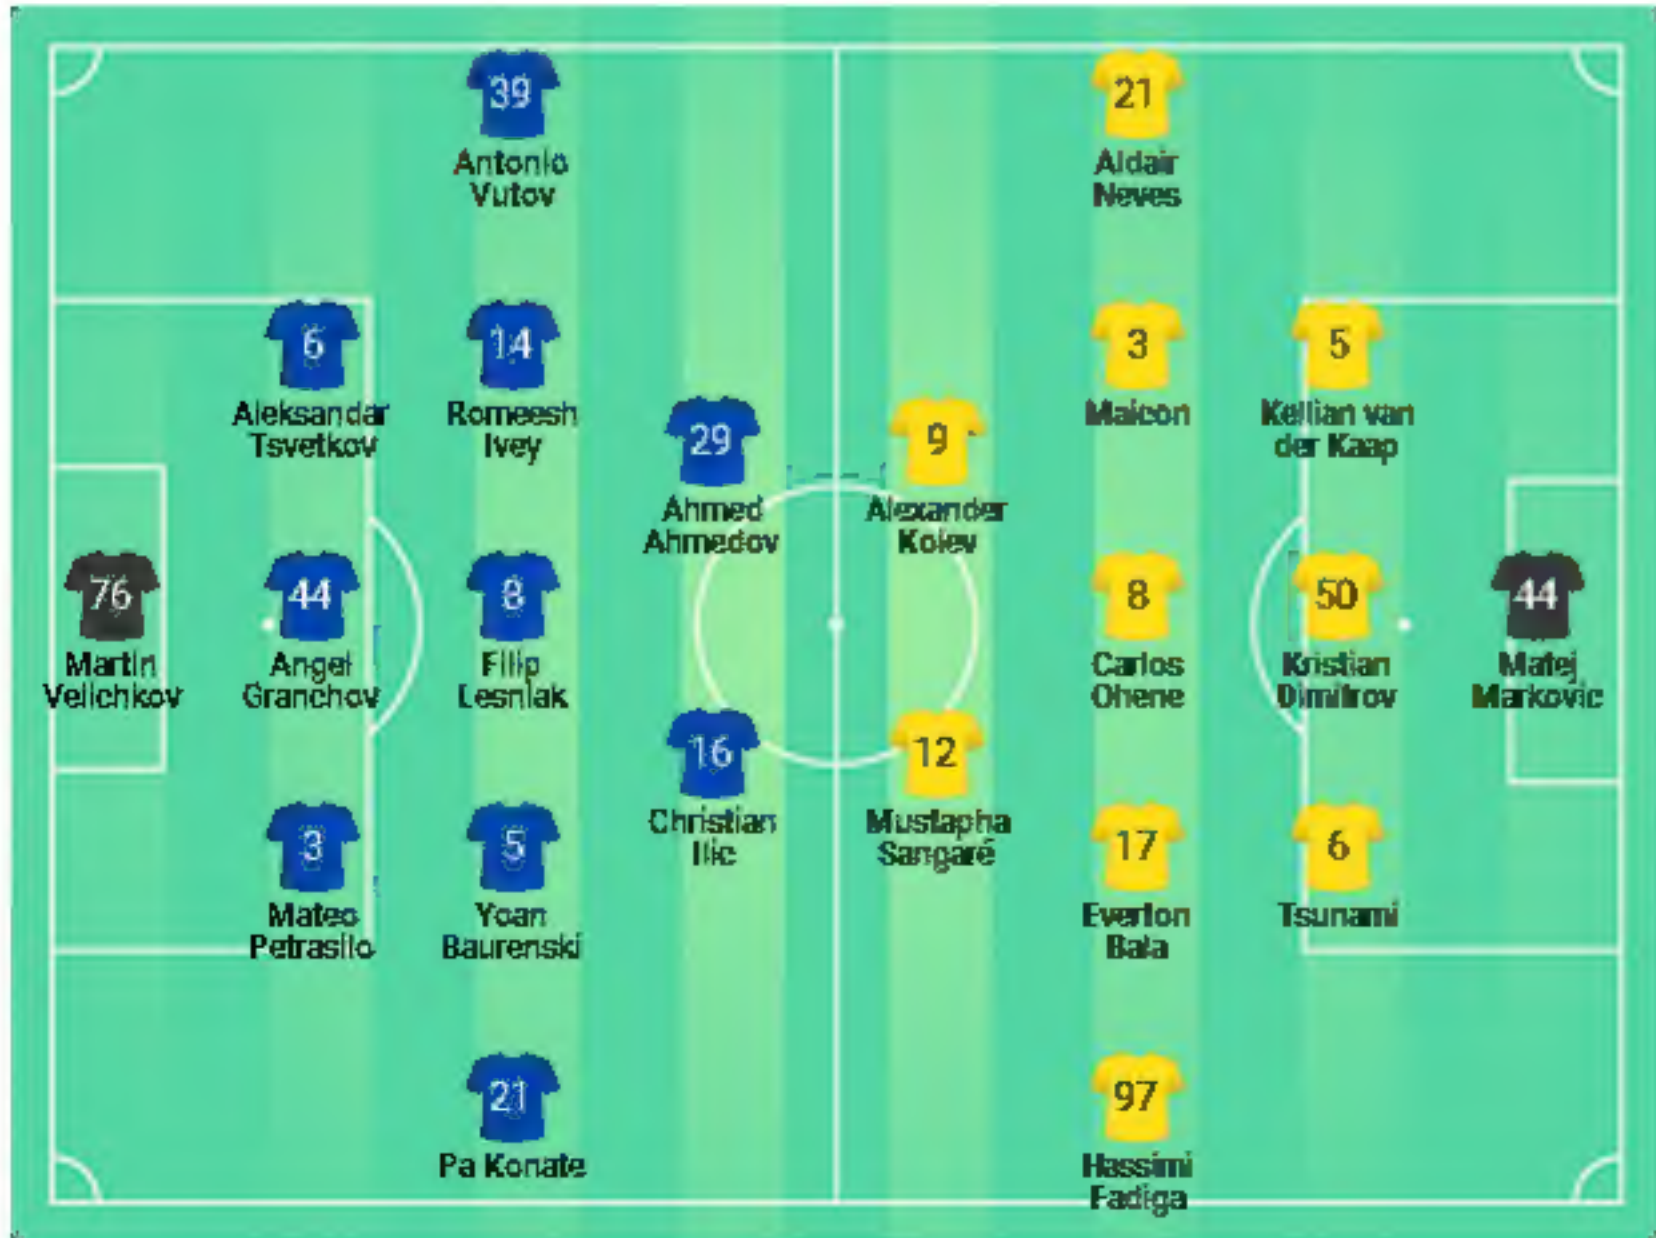 39
Antonio
Vutov
21
Aldair
Neves
6
Aleksandar
Tsvetkov
14
Romeesh
Ivey
3
Maicon
5
Kellian van
der Kaap
29
Ahmed
Ahmedov
9
Alexander
Kolev
76
Martin
Velichkov
44
Angel
Granchov
8
Filip
Lesniak
8
Carlos
Ohene
50
Kristian
Dimitrov
44
Matej
Markovic
16
Christian
Ilic
12
Mustapha
Sangaré
3
Mateo
Petrasilo
5
Yoan
Baurenski
17
Everton
Bala
6
Tsunami
21
Pa Konate
97
Hassimi
Fadiga